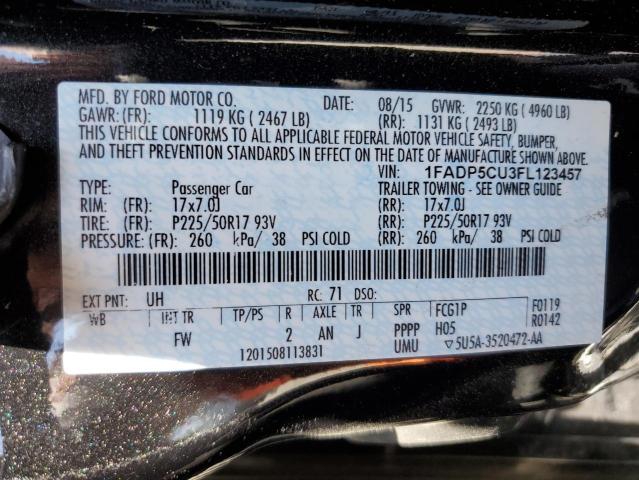 MFD. BY FORD MOTOR CO. DATE: 08/15 GVWR: 2250 KG ( 4960 LB)
GAWR: (FR): 1119 KG ( 2467 LB) (RR): 1131 KG ( 2493 LB)
THIS VEHICLE CONFORMS TO ALL APPLICABLE FEDERAL MOTOR VEHICLE SAFETY, BUMPER,
AND THEFT PREVENTION STANDARDS IN EFFECT ON THE DATE OF MANUFACTURE SHOWN ABOVE.
VIN: 1FADP5CU3FL123457
TYPE: Passenger Car TRAILER TOWING – SEE OWNER GUIDE
RIM: (FR): 17x7.0J (RR): 17x7.0J
TIRE: (FR): P225/50R17 93V (RR): P225/50R17 93V
PRESSURE: (FR): 260 kPa/ 38 PSI COLD (RR): 260 kPa/ 38 PSI COLD
EXT PNT: UH RC: 71 DSO:
WB INT TR TP/PS R AXLE TR SPR FCG1P F0119
FW 2 AN J PPPP H05 R0142
UMU ▽5U5A-3520472-AA
1201508113831